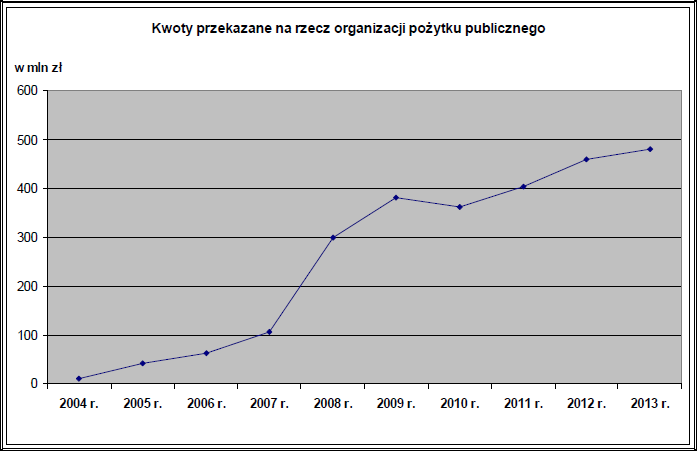 Kwoty przekazane na rzecz organizacji pożytku publicznego
w mln zł
600
500
400
300
200
100
0
2004 r. 2005 r. 2006 r. 2007 r. 2008 r. 2009 r. 2010 r. 2011 r. 2012 r. 2013 r.